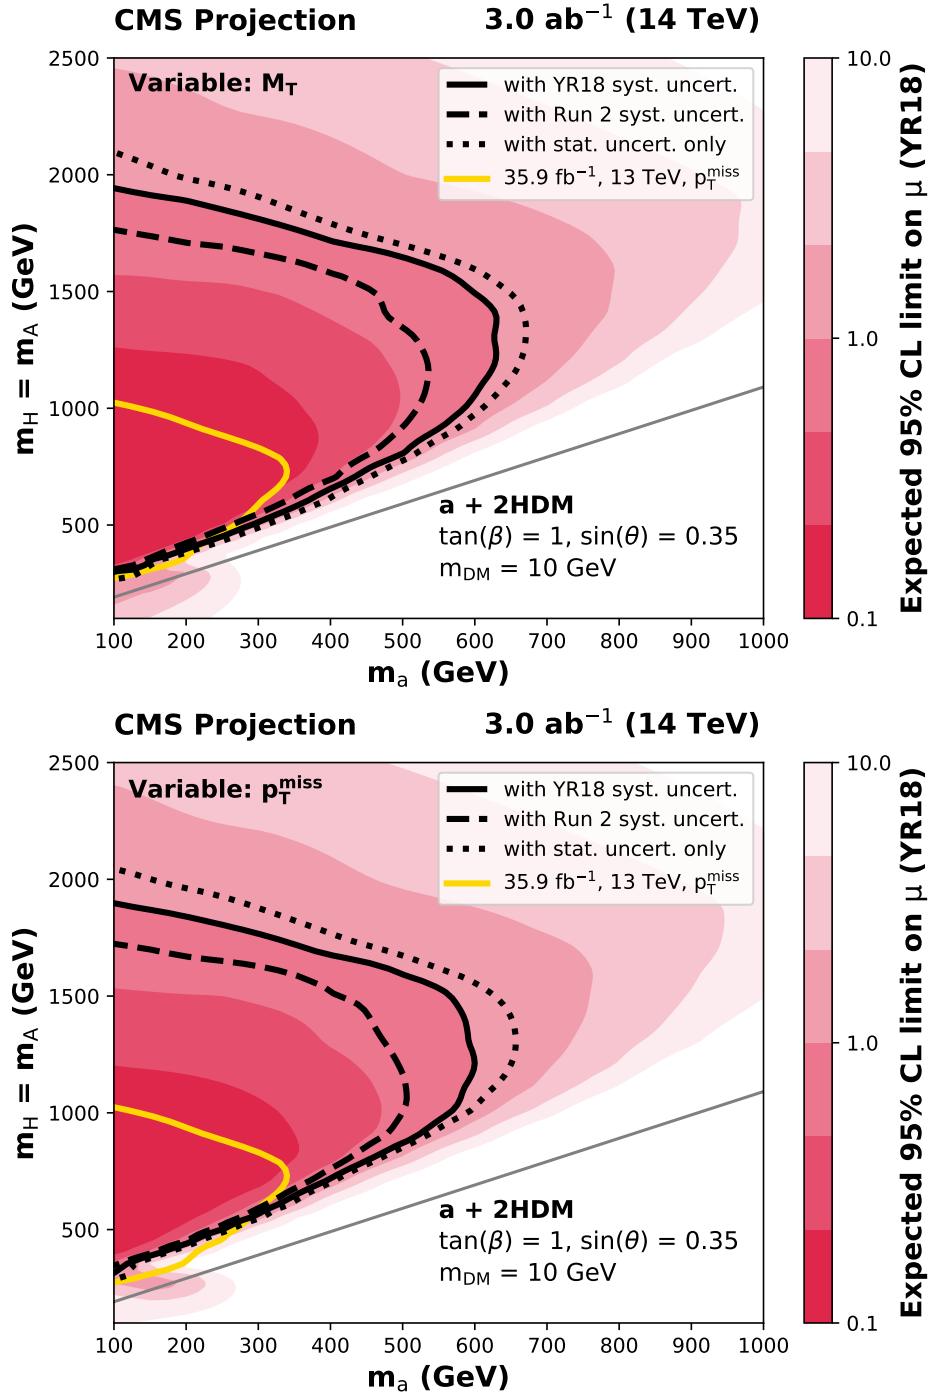 CMS Projection 3.0 ab⁻¹ (14 TeV)
Variable: M_T
with YR18 syst. uncert.
with Run 2 syst. uncert.
with stat. uncert. only
35.9 fb⁻¹, 13 TeV, p_T^miss
2500
2000
1500
1000
500
m_H = m_A (GeV)
a + 2HDM
tan(β) = 1, sin(θ) = 0.35
m_DM = 10 GeV
100 200 300 400 500 600 700 800 900 1000
m_a (GeV)
10.0
1.0
0.1
Expected 95% CL limit on μ (YR18)
CMS Projection 3.0 ab⁻¹ (14 TeV)
Variable: p_T^miss
with YR18 syst. uncert.
with Run 2 syst. uncert.
with stat. uncert. only
35.9 fb⁻¹, 13 TeV, p_T^miss
2500
2000
1500
1000
500
m_H = m_A (GeV)
a + 2HDM
tan(β) = 1, sin(θ) = 0.35
m_DM = 10 GeV
100 200 300 400 500 600 700 800 900 1000
m_a (GeV)
10.0
1.0
0.1
Expected 95% CL limit on μ (YR18)